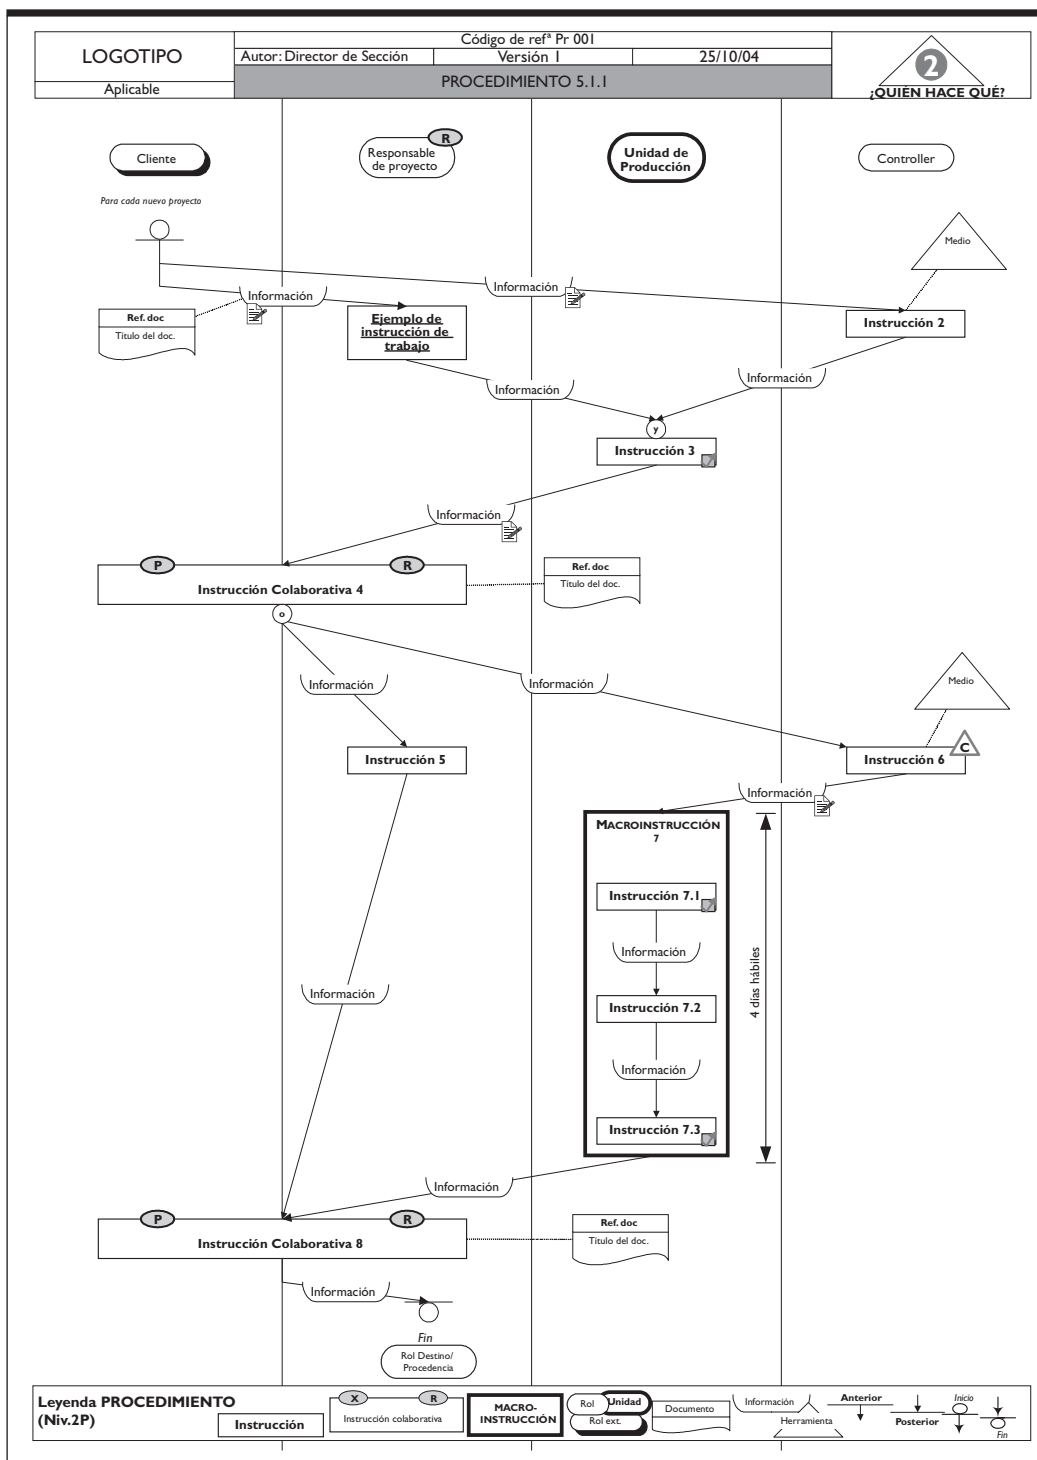 LOGOTIPO
Aplicable
Código de refª Pr 001
Autor: Director de Sección
Versión 1
25/10/04
PROCEDIMIENTO 5.1.1
2
¿QUIÉN HACE QUÉ?
Cliente
R
Responsable
de proyecto
Unidad de
Producción
Controller
Para cada nuevo proyecto
Medio
Información
Información
Ref. doc
Título del doc.
Ejemplo de
instrucción de
trabajo
Instrucción 2
Información
Información
y
Instrucción 3
Información
P
R
Instrucción Colaborativa 4
Ref. doc
Título del doc.
o
Información
Información
Medio
Instrucción 5
Instrucción 6
C
Información
MACROINSTRUCCIÓN
7
Instrucción 7.1
Información
4 días hábiles
Información
Instrucción 7.2
Información
Instrucción 7.3
Información
P
R
Instrucción Colaborativa 8
Ref. doc
Título del doc.
Información
Fin
Rol Destino/
Procedencia
Leyenda PROCEDIMIENTO
(Niv.2P)
Instrucción
X
R
Instrucción colaborativa
MACRO-
INSTRUCCIÓN
Rol
Unidad
Rol ext.
Documento
Información
Herramienta
Anterior
Posterior
Inicio
Fin